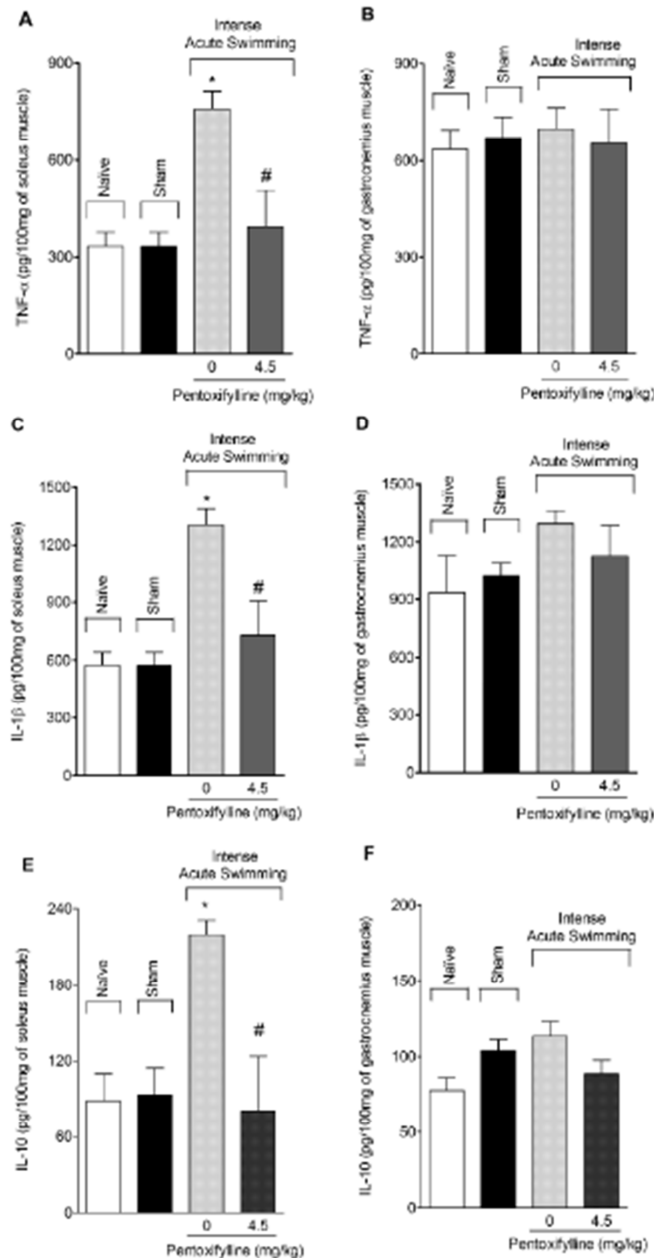 A
Intense
Acute Swimming
TNF-α (pg/100mg of soleus muscle)
900
600
300
0
Naïve
Sham
*
#
0 4.5
Pentoxifylline (mg/kg)
B
Intense
Acute Swimming
TNF-α (pg/100mg of gastrocnemius muscle)
900
600
300
0
Naïve
Sham
0 4.5
Pentoxifylline (mg/kg)
C
Intense
Acute Swimming
IL-1β (pg/100mg of soleus muscle)
1500
1200
900
600
300
0
Naïve
Sham
*
#
0 4.5
Pentoxifylline (mg/kg)
D
Intense
Acute Swimming
IL-1β (pg/100mg of gastrocnemius muscle)
1500
1200
900
600
300
0
Naïve
Sham
0 4.5
Pentoxifylline (mg/kg)
E
Intense
Acute Swimming
IL-10 (pg/100mg of soleus muscle)
240
180
120
60
0
Naïve
Sham
*
#
0 4.5
Pentoxifylline (mg/kg)
F
Intense
Acute Swimming
IL-10 (pg/100mg of gastrocnemius muscle)
200
150
100
50
0
Naïve
Sham
0 4.5
Pentoxifylline (mg/kg)